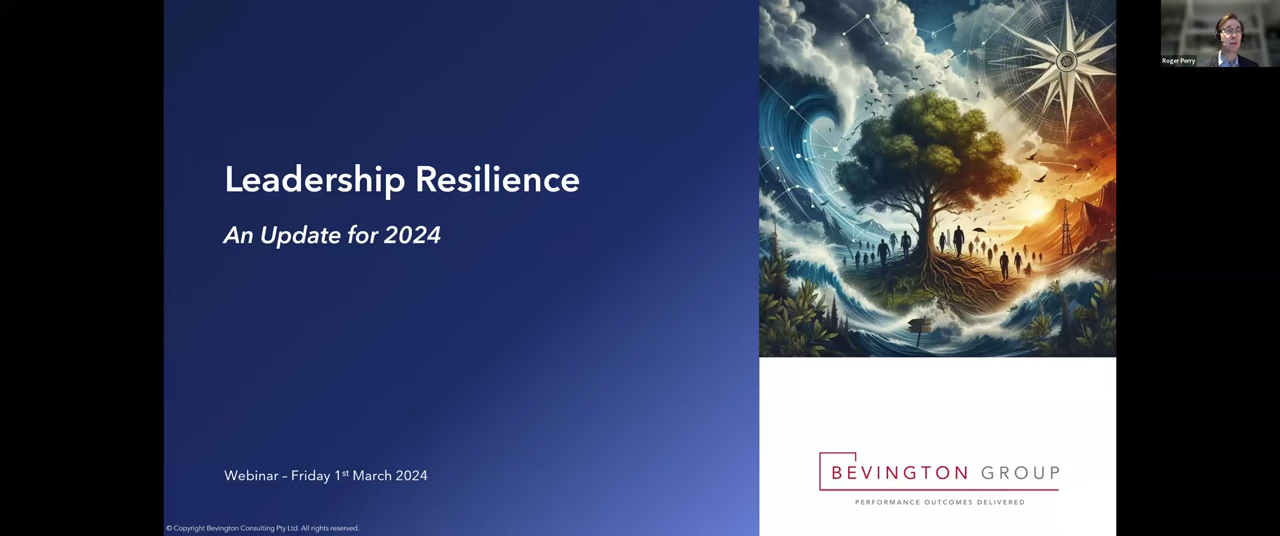 Leadership Resilience
An Update for 2024
Webinar – Friday 1st March 2024
© Copyright Bevington Consulting Pty Ltd. All rights reserved.
BEVINGTON GROUP
PERFORMANCE OUTCOMES DELIVERED
Roger Perry